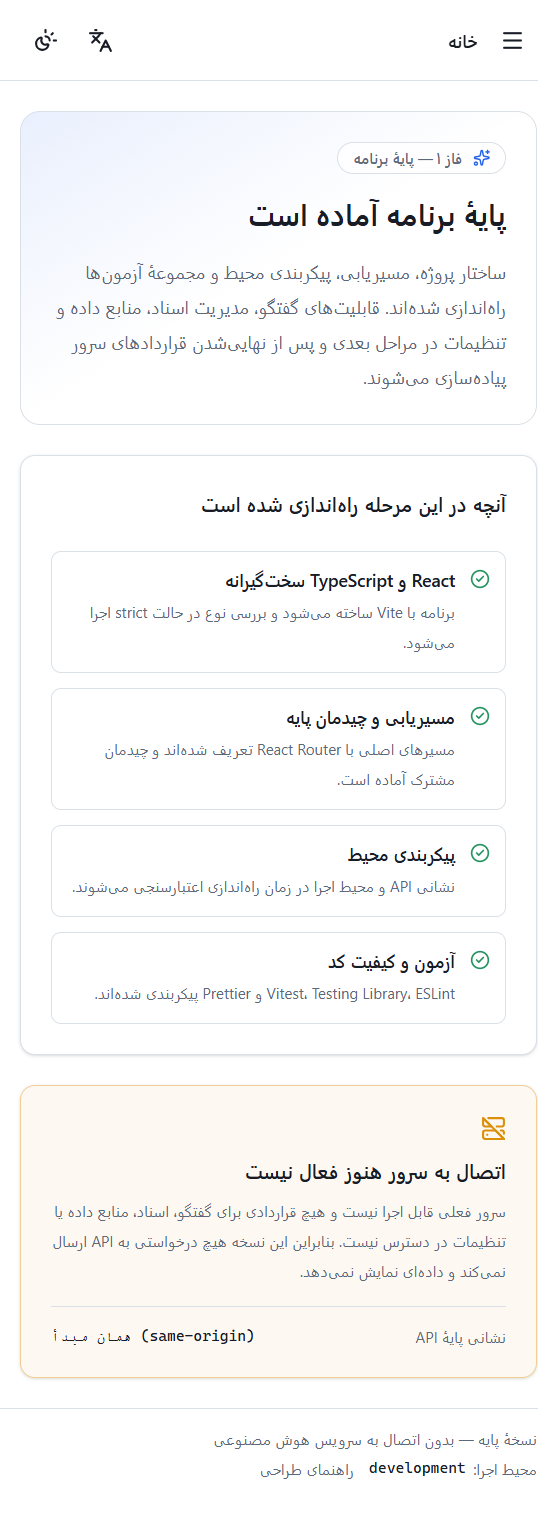 خانه
فاز ۱ — پایهٔ برنامه
پایهٔ برنامه آماده است
ساختار پروژه، مسیریابی، پیکربندی محیط و مجموعهٔ آزمون‌ها
راه‌اندازی شده‌اند. قابلیت‌های گفتگو، مدیریت اسناد، منابع داده و
تنظیمات در مراحل بعدی و پس از نهایی‌شدن قراردادهای سرور
پیاده‌سازی می‌شوند.
آنچه در این مرحله راه‌اندازی شده است
React و TypeScript سخت‌گیرانه
برنامه با Vite ساخته می‌شود و بررسی نوع در حالت strict اجرا
می‌شود.
مسیریابی و چیدمان پایه
مسیرهای اصلی با React Router تعریف شده‌اند و چیدمان
مشترک آماده است.
پیکربندی محیط
نشانی API و محیط اجرا در زمان راه‌اندازی اعتبارسنجی می‌شوند.
آزمون و کیفیت کد
Vitest، Testing Library، ESLint و Prettier پیکربندی شده‌اند.
اتصال به سرور هنوز فعال نیست
سرور فعلی قابل اجرا نیست و هیچ قراردادی برای گفتگو، اسناد، منابع داده یا
تنظیمات در دسترس نیست. بنابراین این نسخه هیچ درخواستی به API ارسال
نمی‌کند و داده‌ای نمایش نمی‌دهد.
نشانی پایهٔ API
همان مبدأ (same-origin)
نسخهٔ پایه — بدون اتصال به سرویس هوش مصنوعی
محیط اجرا: development راهنمای طراحی